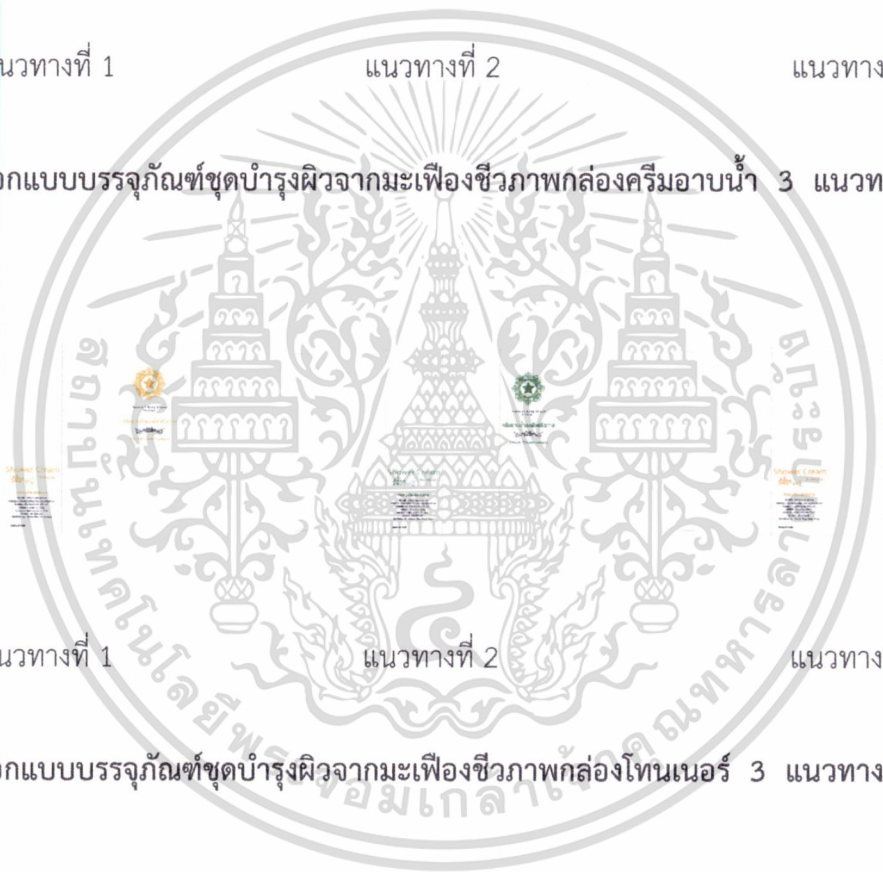 นวทางที่ 1 แนวทางที่ 2 แนวทาง
อกแบบบรรจุภัณฑ์ชุดบำรุงผิวจากมะเฟืองชีวภาพกล่องครีมอาบน้ำ 3 แนวท
Shower Cream Shower Cream Shower Cream
นวทางที่ 1 แนวทางที่ 2 แนวทาง
อกแบบบรรจุภัณฑ์ชุดบำรุงผิวจากมะเฟืองชีวภาพกล่องโทนเนอร์ 3 แนวทาง
สถาบันเทคโนโลยีพระจอมเกล้าเจ้าคุณทหารลาดกระบัง